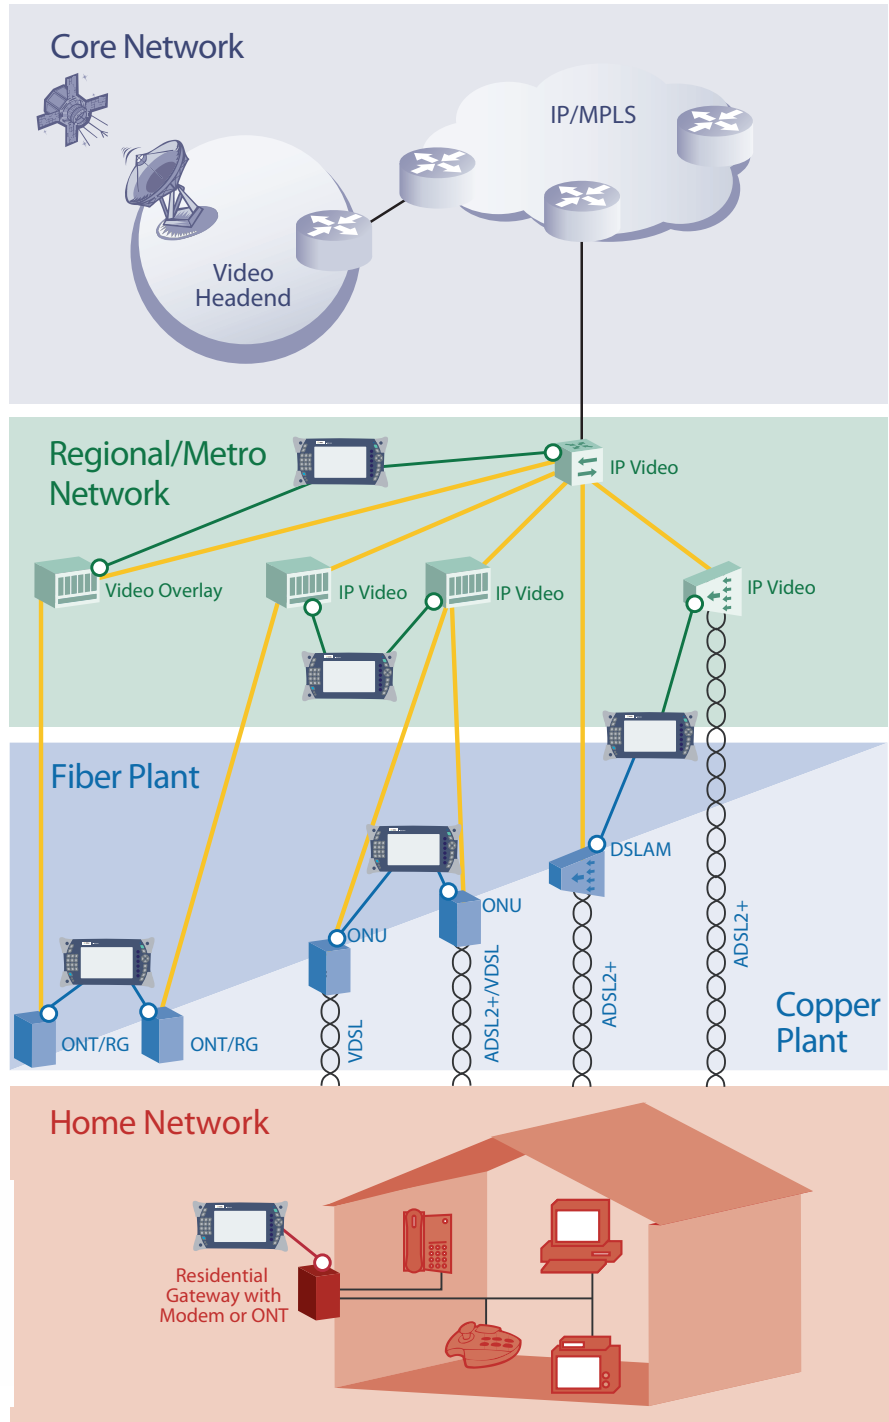 Core Network
IP/MPLS
Video
Headend
Regional/Metro
Network
IP Video
Video Overlay
IP Video
IP Video
IP Video
Fiber Plant
DSLAM
ONU
ONU
ADSL2+
ADSL2+
ADSL2+/VDSL
VDSL
Copper
Plant
ONT/RG
ONT/RG
Home Network
Residential
Gateway with
Modem or ONT